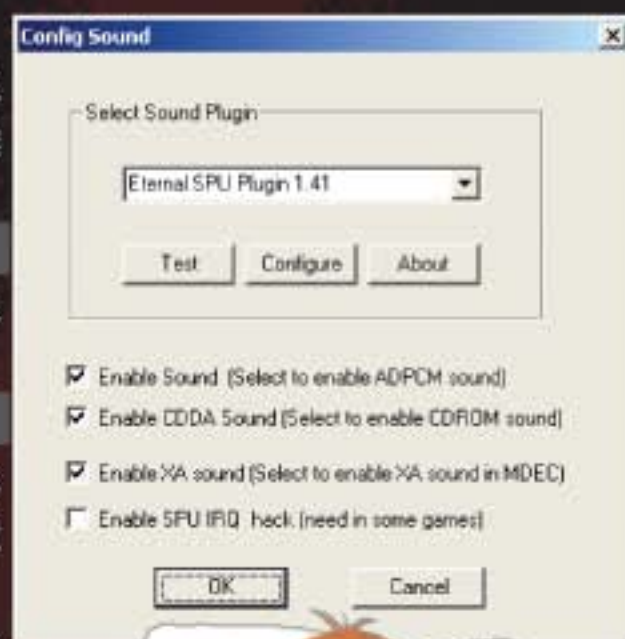 Config Sound
Select Sound Plugin
Eternal SPU Plugin 1.41
Test Configure About
Enable Sound (Select to enable ADPCM sound)
Enable CDDA Sound (Select to enable CDROM sound)
Enable XA sound (Select to enable XA sound in MDEC)
Enable SPU IRQ hack (need in some games)
OK Cancel